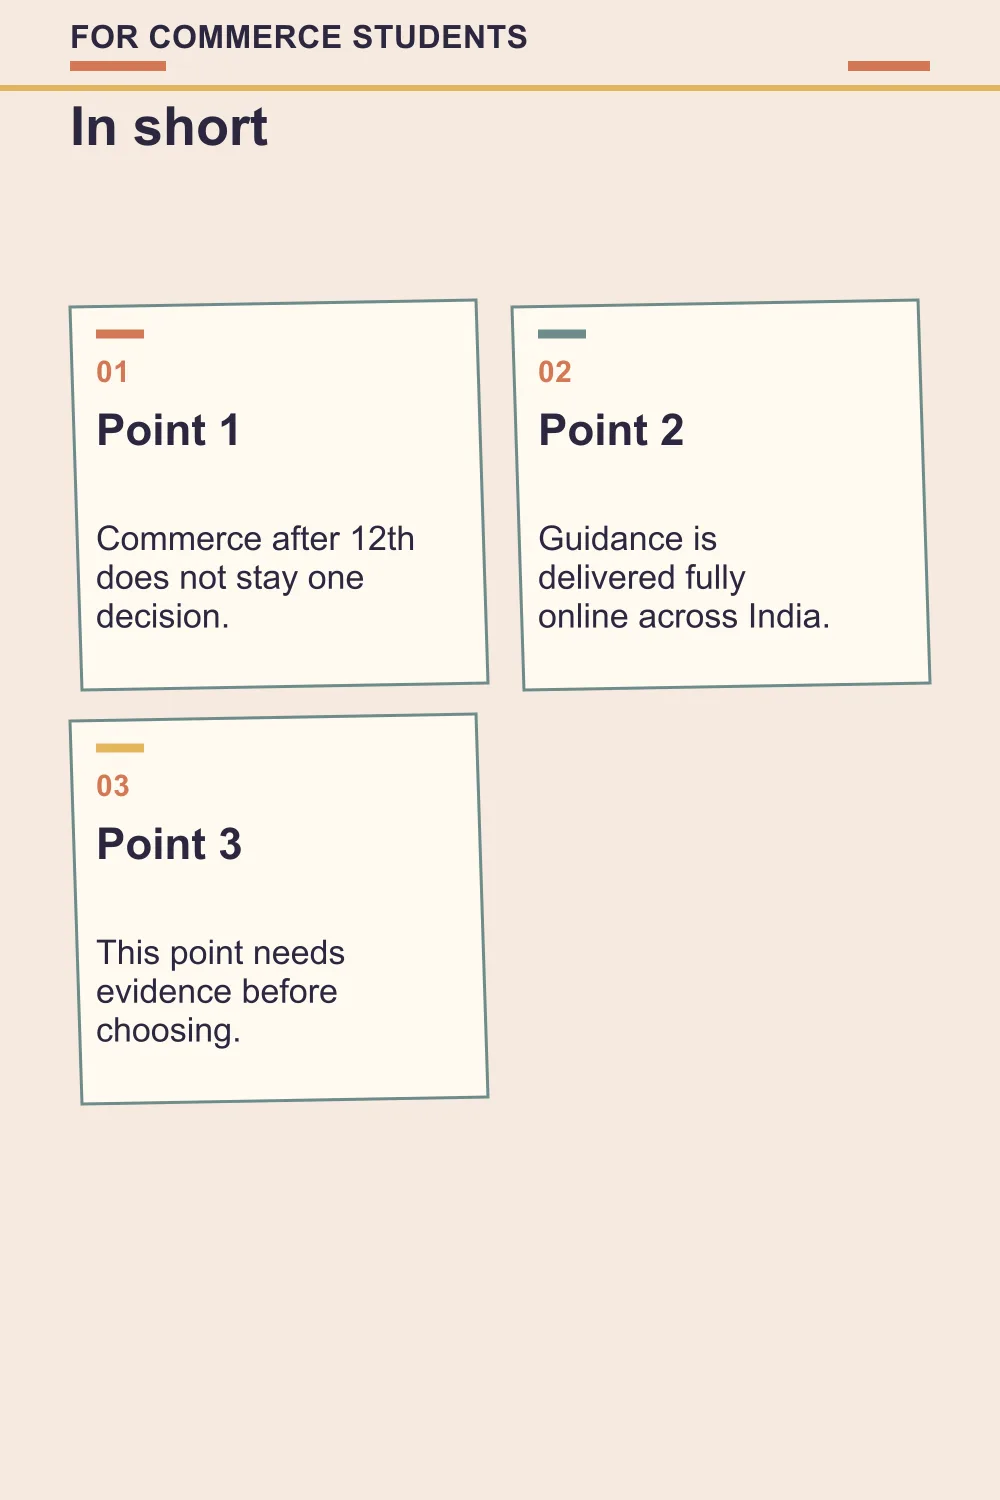 FOR COMMERCE STUDENTS
In short
01
Point 1
Commerce after 12th
does not stay one
decision.
02
Point 2
Guidance is
delivered fully
online across India.
03
Point 3
This point needs
evidence before
choosing.